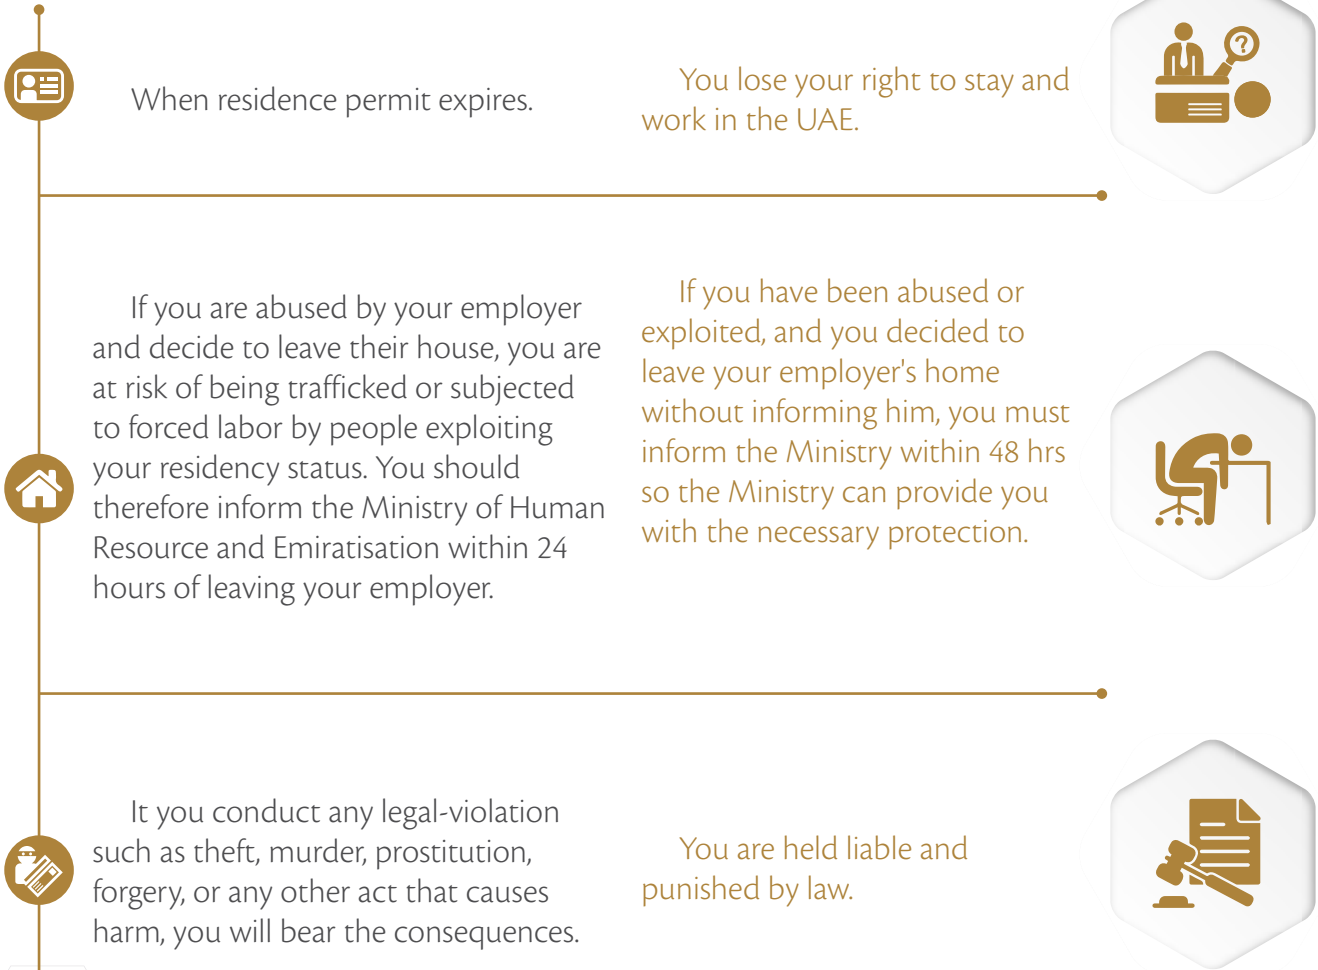 When residence permit expires.
You lose your right to stay and
work in the UAE.
If you are abused by your employer
and decide to leave their house, you are
at risk of being trafficked or subjected
to forced labor by people exploiting
your residency status. You should
therefore inform the Ministry of Human
Resource and Emiratisation within 24
hours of leaving your employer.
If you have been abused or
exploited, and you decided to
leave your employer's home
without informing him, you must
inform the Ministry within 48 hrs
so the Ministry can provide you
with the necessary protection.
It you conduct any legal-violation
such as theft, murder, prostitution,
forgery, or any other act that causes
harm, you will bear the consequences.
You are held liable and
punished by law.